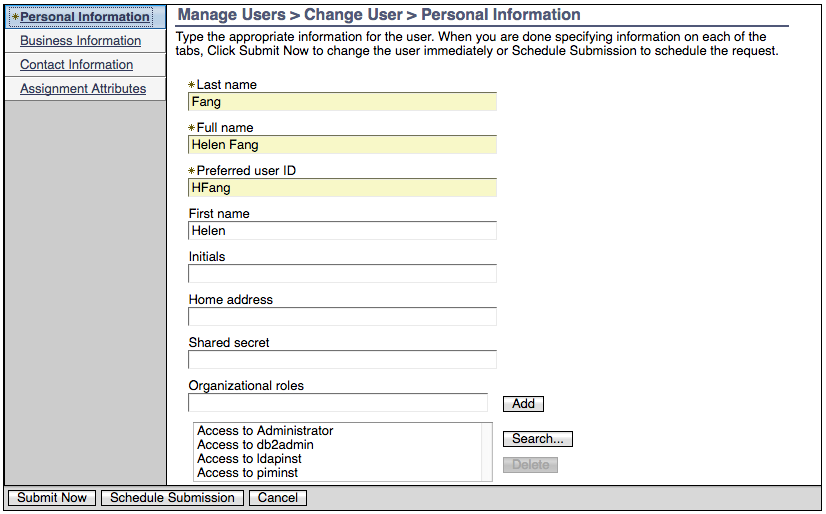 *Personal Information
Business Information
Contact Information
Assignment Attributes
Manage Users > Change User > Personal Information
Type the appropriate information for the user. When you are done specifying information on each of the
tabs, Click Submit Now to change the user immediately or Schedule Submission to schedule the request.
*Last name
Fang
*Full name
Helen Fang
*Preferred user ID
HFang
First name
Helen
Initials
Home address
Shared secret
Organizational roles
Add
Access to Administrator
Access to db2admin
Access to ldapinst
Access to piminst
Search...
Delete
Submit Now
Schedule Submission
Cancel